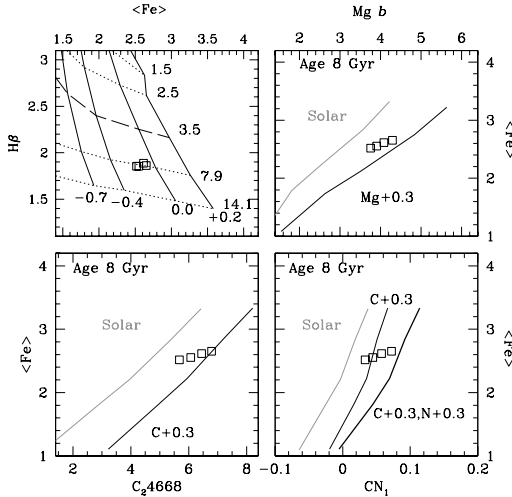 <Fe>
Mg b
1.5 2 2.5 3 3.5
2 3 4 5 6
3
2.5
2
1.5
Hβ
1.5
2.5
3.5
7.9
14.1
−0.7
−0.4
0.0
+0.2
Age 8 Gyr
Solar
Mg+0.3
4
3
2
1
<Fe>
Age 8 Gyr
Solar
C+0.3
4
3
2
1
<Fe>
2 4 6 8
C₂4668
Age 8 Gyr
Solar
C+0.3
C+0.3,N+0.3
4
3
2
1
<Fe>
−0.1 0 0.1 0.2
CN₁